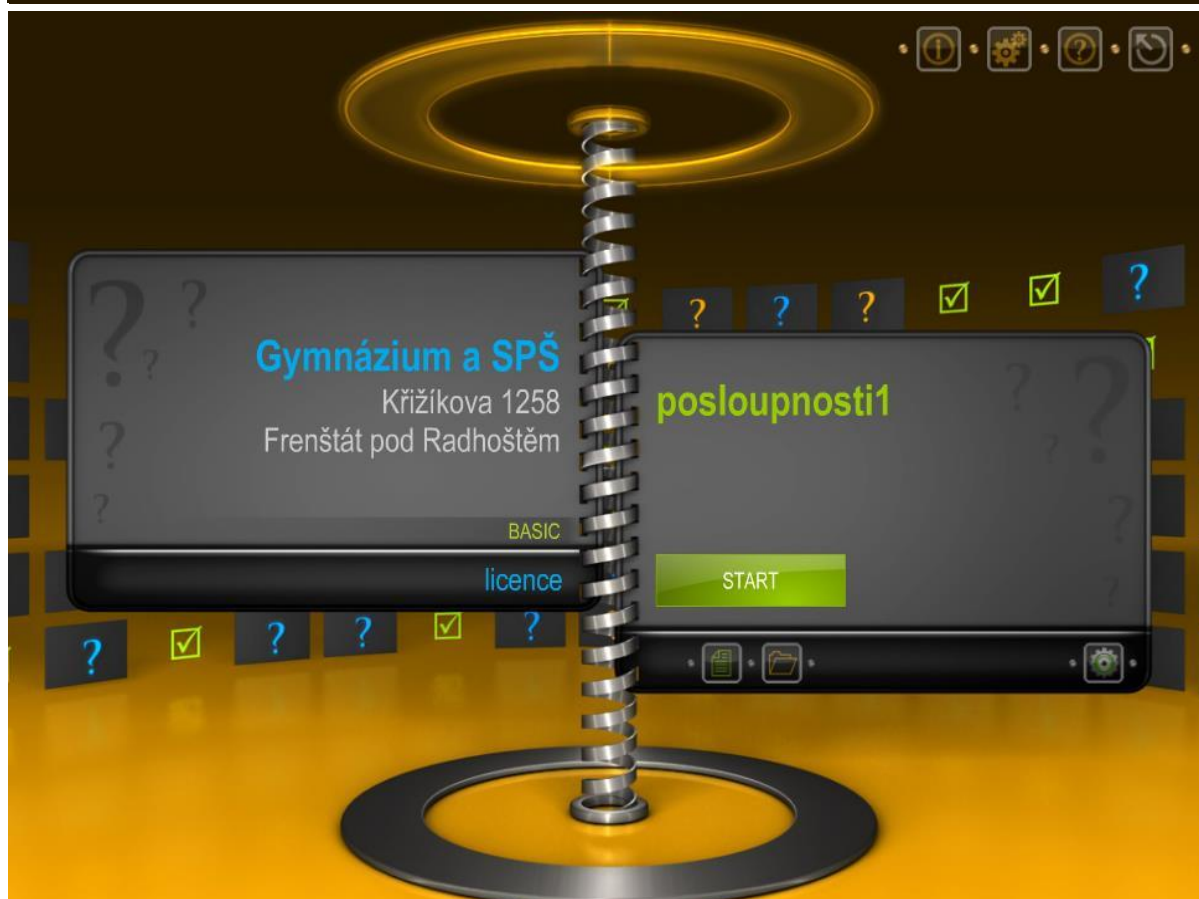 Gymnázium a SPŠ
Křižíkova 1258
Frenštát pod Radhoštěm
BASIC
licence
posloupnosti1
START